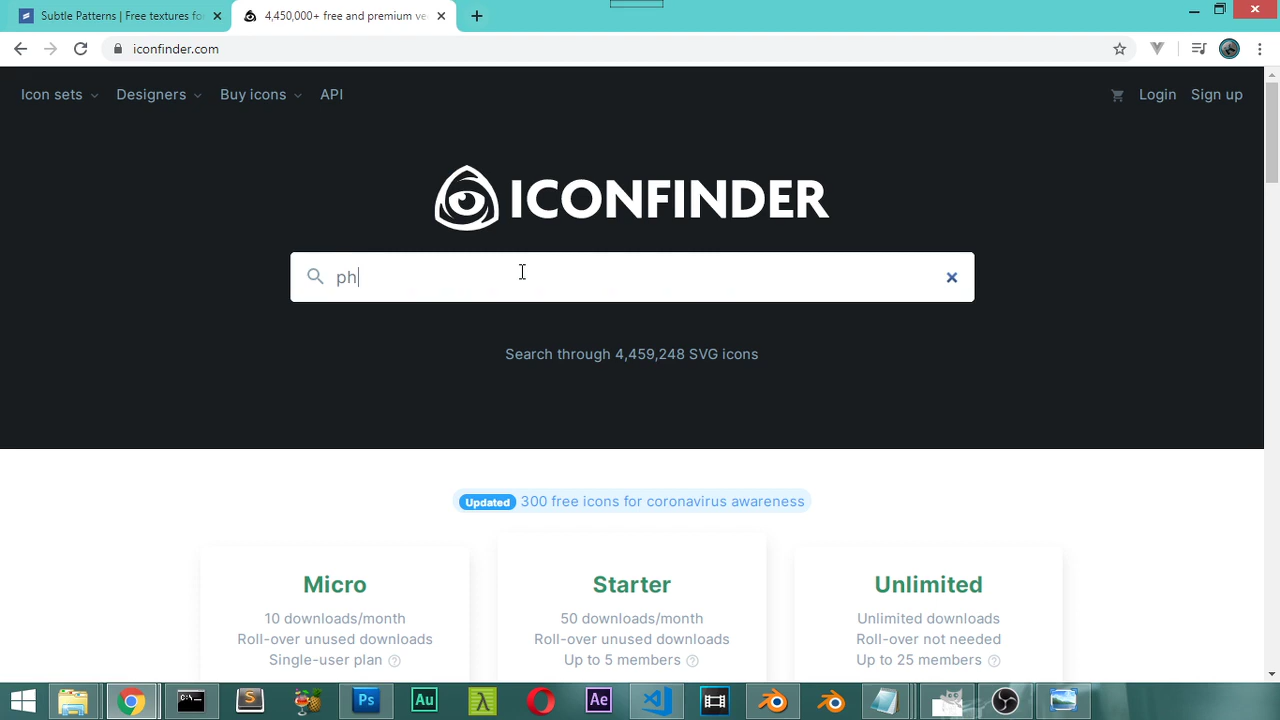 Subtle Patterns | Free textures fo
4,450,000+ free and premium ve
iconfinder.com
Icon sets Designers Buy icons API Login Sign up
ICONFINDER
ph
Search through 4,459,248 SVG icons
Updated 300 free icons for coronavirus awareness
Micro
10 downloads/month
Roll-over unused downloads
Single-user plan
Starter
50 downloads/month
Roll-over unused downloads
Up to 5 members
Unlimited
Unlimited downloads
Roll-over not needed
Up to 25 members
Ps Au λ Ae